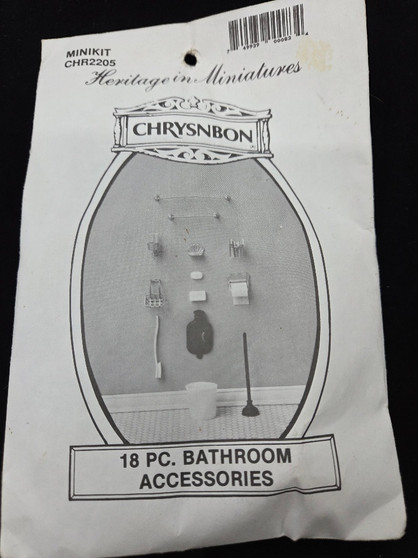 MINIKIT
CHR2205
Heritage in Miniatures
CHRYSNBON
18 PC. BATHROOM
ACCESSORIES